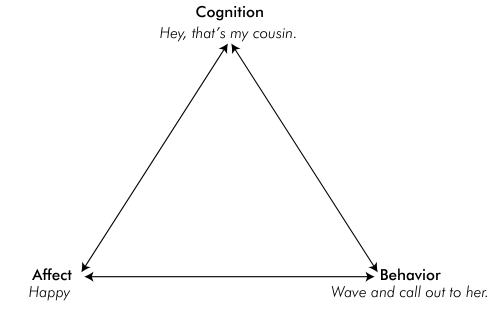 Cognition
Hey, that's my cousin.
Affect
Happy
Behavior
Wave and call out to her.